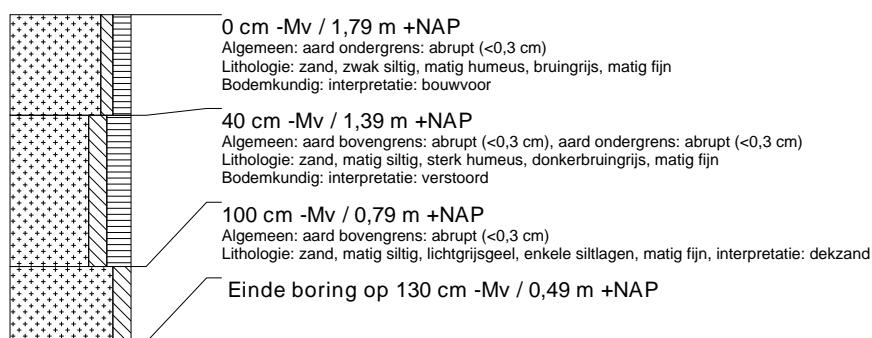 0 cm -Mv / 1,79 m +NAP
Algemeen: aard ondergrens: abrupt (<0,3 cm)
Lithologie: zand, zwak siltig, matig humeus, bruingrijs, matig fijn
Bodemkundig: interpretatie: bouwvoor
40 cm -Mv / 1,39 m +NAP
Algemeen: aard bovengrens: abrupt (<0,3 cm), aard ondergrens: abrupt (<0,3 cm)
Lithologie: zand, matig siltig, sterk humeus, donkerbruingrijs, matig fijn
Bodemkundig: interpretatie: verstoord
100 cm -Mv / 0,79 m +NAP
Algemeen: aard bovengrens: abrupt (<0,3 cm)
Lithologie: zand, matig siltig, lichtgrijsgeel, enkele siltlagen, matig fijn, interpretatie: dekzand
Einde boring op 130 cm -Mv / 0,49 m +NAP